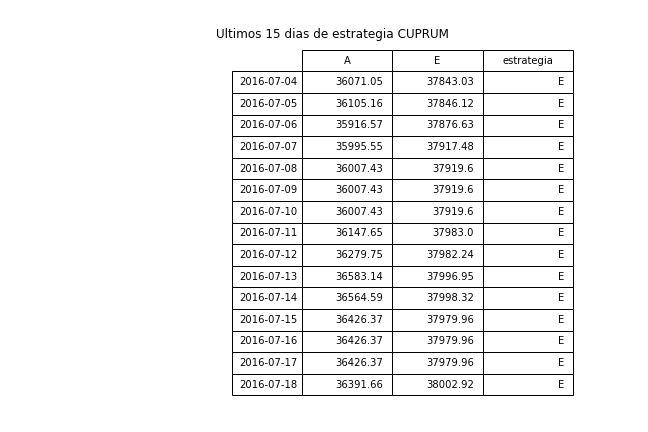 Ultimos 15 dias de estrategia CUPRUM
A E estrategia
2016-07-04 36071.05 37843.03 E
2016-07-05 36105.16 37846.12 E
2016-07-06 35916.57 37876.63 E
2016-07-07 35995.55 37917.48 E
2016-07-08 36007.43 37919.6 E
2016-07-09 36007.43 37919.6 E
2016-07-10 36007.43 37919.6 E
2016-07-11 36147.65 37983.0 E
2016-07-12 36279.75 37982.24 E
2016-07-13 36583.14 37996.95 E
2016-07-14 36564.59 37998.32 E
2016-07-15 36426.37 37979.96 E
2016-07-16 36426.37 37979.96 E
2016-07-17 36426.37 37979.96 E
2016-07-18 36391.66 38002.92 E